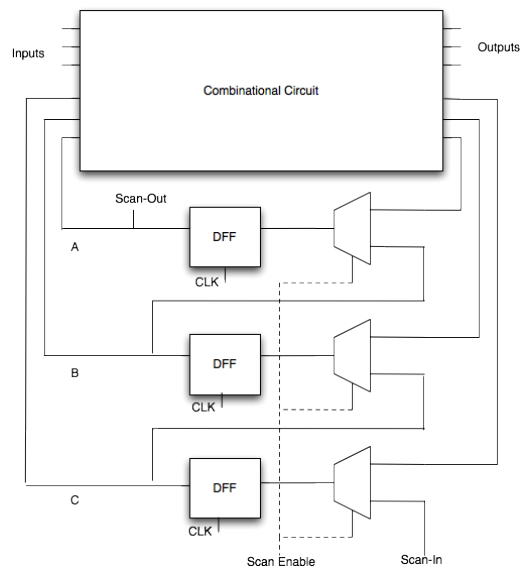 Inputs
Outputs
Combinational Circuit
Scan-Out
DFF
A
CLK
DFF
B
CLK
DFF
C
CLK
Scan Enable
Scan-In